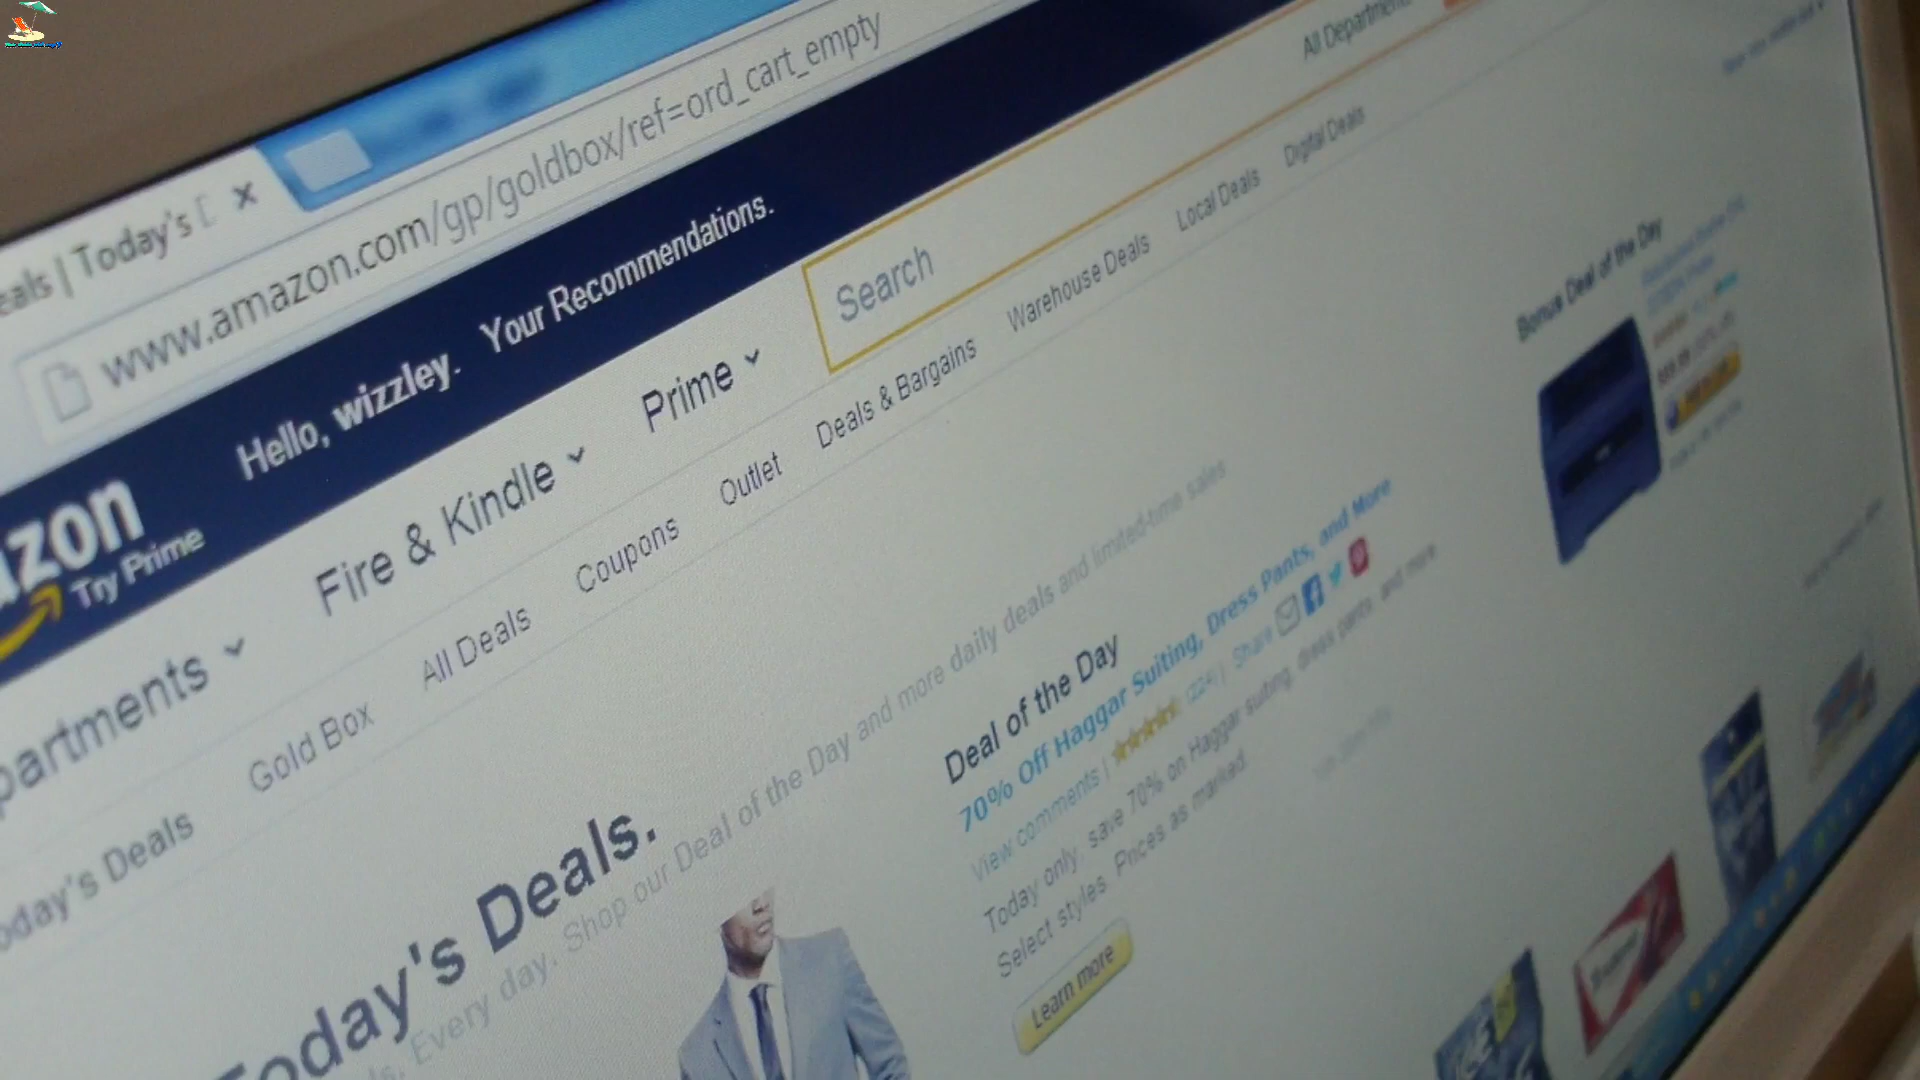 eals | Today's D
www.amazon.com/gp/goldbox/ref=ord_cart_empty
azon
Try Prime
Hello, wizzley. Your Recommendations.
partments
Fire & Kindle
Prime
Search
All Department
oday's Deals
Gold Box
All Deals
Coupons
Outlet
Deals & Bargains
Warehouse Deals
Local Deals
Digital Deals
Today's Deals.
ls. Every day. Shop our Deal of the Day and more daily deals and limited-time sales
Deal of the Day
70% Off Haggar Suiting, Dress Pants, and More
View comments | (224) | Share
Today only, save 70% on Haggar suiting, dress pants, and more
Select styles. Prices as marked.
Learn more
Bonus Deal of the Day